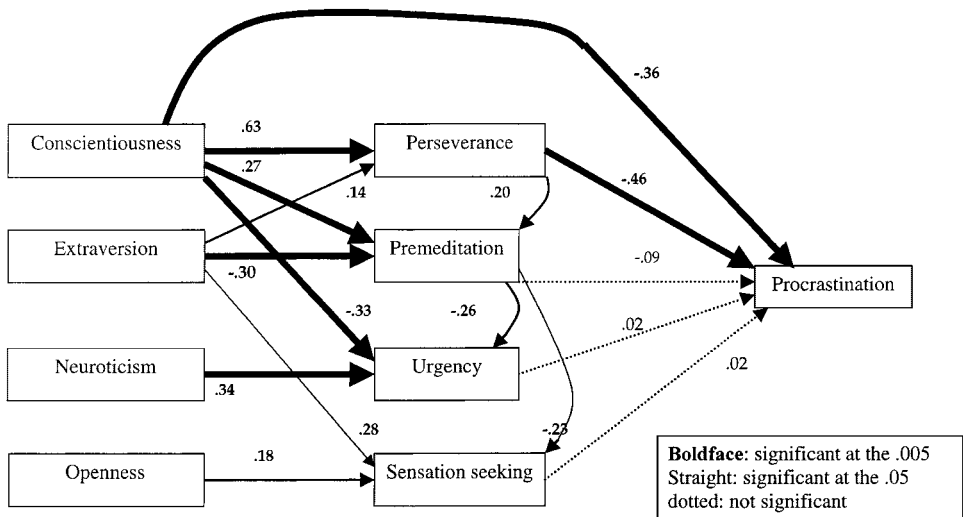 -.36
Conscientiousness
.63
Perseverance
.27
-.46
.14
.20
Extraversion
Premeditation
-.09
Procrastination
-.30
-.33
-.26
.02
Neuroticism
Urgency
.34
.02
.28
-.23
.18
Openness
Sensation seeking
Boldface: significant at the .005
Straight: significant at the .05
dotted: not significant